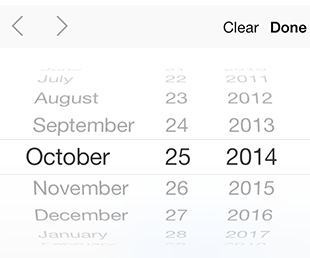 Clear Done
July 22 2011
August 23 2012
September 24 2013
October 25 2014
November 26 2015
December 27 2016
January 28 2017